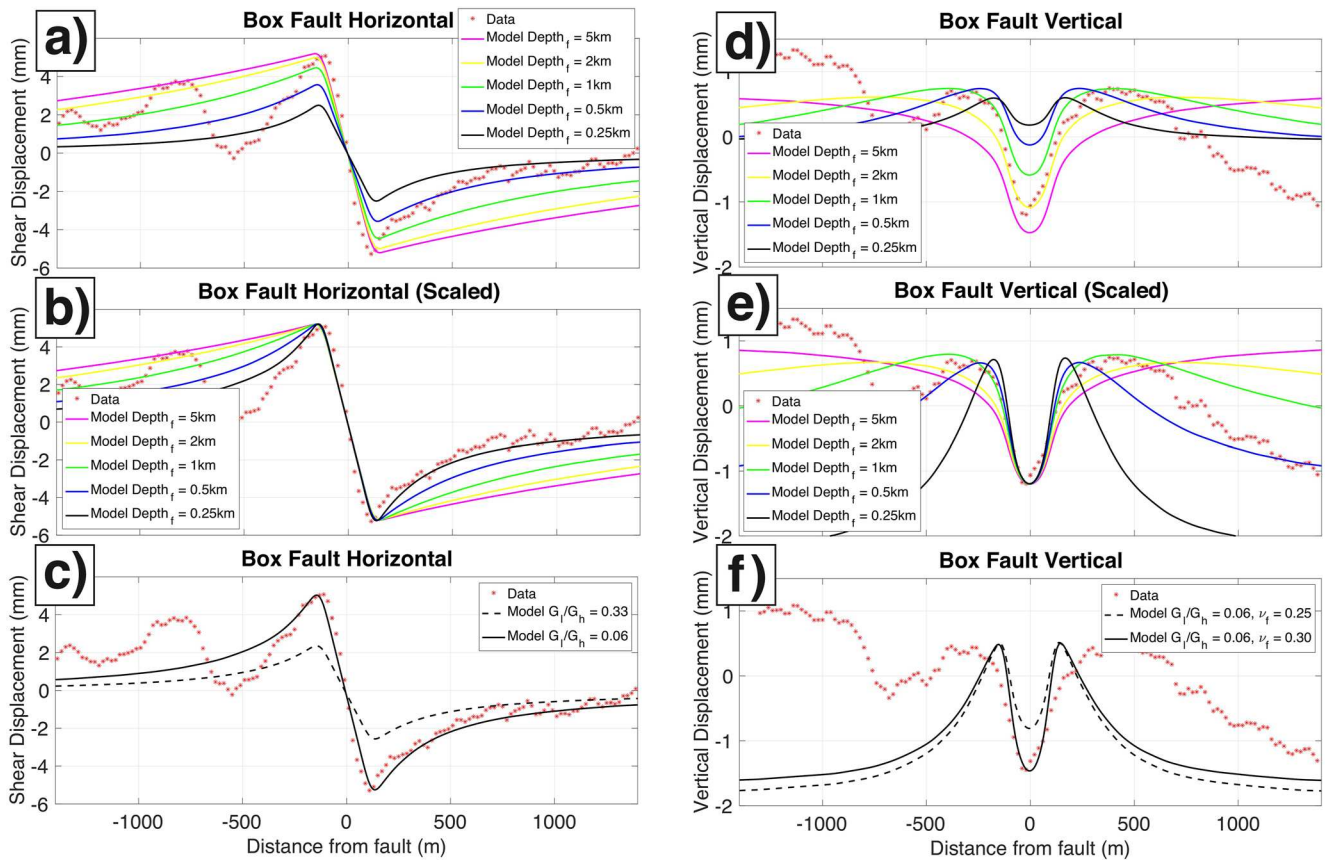 a)
Box Fault Horizontal
Shear Displacement (mm)
4
2
0
-2
-4
-6
Data
Model Depth_f = 5km
Model Depth_f = 2km
Model Depth_f = 1km
Model Depth_f = 0.5km
Model Depth_f = 0.25km
b)
Box Fault Horizontal (Scaled)
Shear Displacement (mm)
4
2
0
-2
-4
-6
Data
Model Depth_f = 5km
Model Depth_f = 2km
Model Depth_f = 1km
Model Depth_f = 0.5km
Model Depth_f = 0.25km
c)
Box Fault Horizontal
Shear Displacement (mm)
4
2
0
-2
-4
-6
Data
Model G_l/G_h = 0.33
Model G_l/G_h = 0.06
-1000
-500
0
500
1000
Distance from fault (m)
d)
Box Fault Vertical
Vertical Displacement (mm)
1
0
-1
-2
Data
Model Depth_f = 5km
Model Depth_f = 2km
Model Depth_f = 1km
Model Depth_f = 0.5km
Model Depth_f = 0.25km
e)
Box Fault Vertical (Scaled)
Vertical Displacement (mm)
1
0
-1
-2
Data
Model Depth_f = 5km
Model Depth_f = 2km
Model Depth_f = 1km
Model Depth_f = 0.5km
Model Depth_f = 0.25km
f)
Box Fault Vertical
Vertical Displacement (mm)
1
0
-1
-2
Data
Model G_l/G_h = 0.06, ν_f = 0.25
Model G_l/G_h = 0.06, ν_f = 0.30
-1000
-500
0
500
1000
Distance from fault (m)